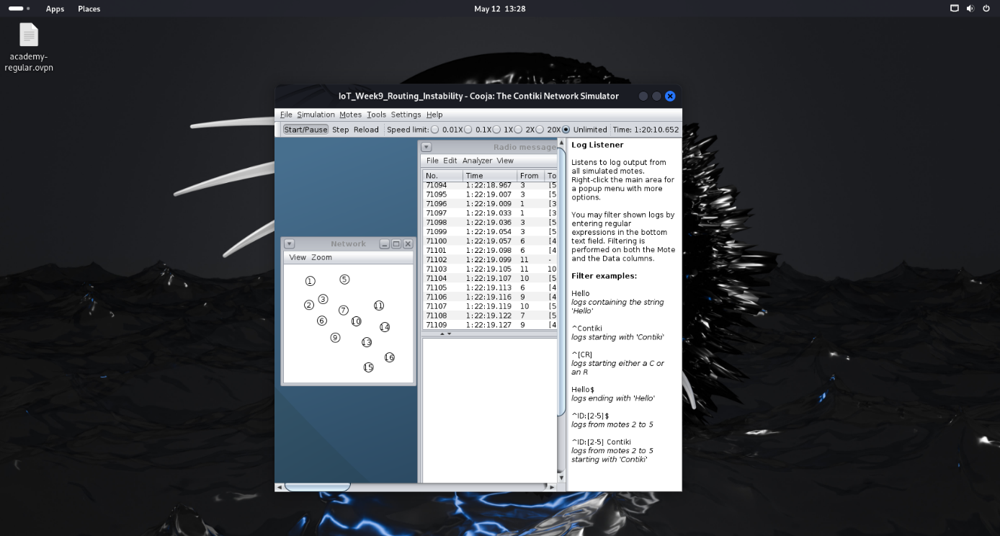 Apps Places May 12 13:28
academy-
regular.ovpn
IoT_Week9_Routing_Instability - Cooja: The Contiki Network Simulator
File Simulation Motes Tools Settings Help
Start/Pause Step Reload Speed limit: 0.01X 0.1X 1X 2X 20X Unlimited Time: 1:20:10.652
Network
View Zoom
1 5
3
2 11
7
6 10
14
9
13
16
15
Radio message
File Edit Analyzer View
No. Time From To
71094 1:22:18.967 3 [5
71095 1:22:19.007 3 [5
71096 1:22:19.009 1 [3
71097 1:22:19.033 1 [3
71098 1:22:19.036 3 [5
71099 1:22:19.054 3 [5
71100 1:22:19.057 6 [4
71101 1:22:19.098 6 [4
71102 1:22:19.099 11 -
71103 1:22:19.105 11 10
71104 1:22:19.107 10 [5
71105 1:22:19.113 6 [4
71106 1:22:19.116 9 [4
71107 1:22:19.119 10 [5
71108 1:22:19.122 7 [5
71109 1:22:19.127 9 [4
Log Listener
Listens to log output from
all simulated motes.
Right-click the main area for
a popup menu with more
options.
You may filter shown logs by
entering regular
expressions in the bottom
text field. Filtering is
performed on both the Mote
and the Data columns.
Filter examples:
Hello
logs containing the string
'Hello'
^Contiki
logs starting with 'Contiki'
^[CR]
logs starting either a C or
an R
Hello$
logs ending with 'Hello'
^ID:[2-5]$
logs from motes 2 to 5
^ID:[2-5] Contiki
logs from motes 2 to 5
starting with 'Contiki'